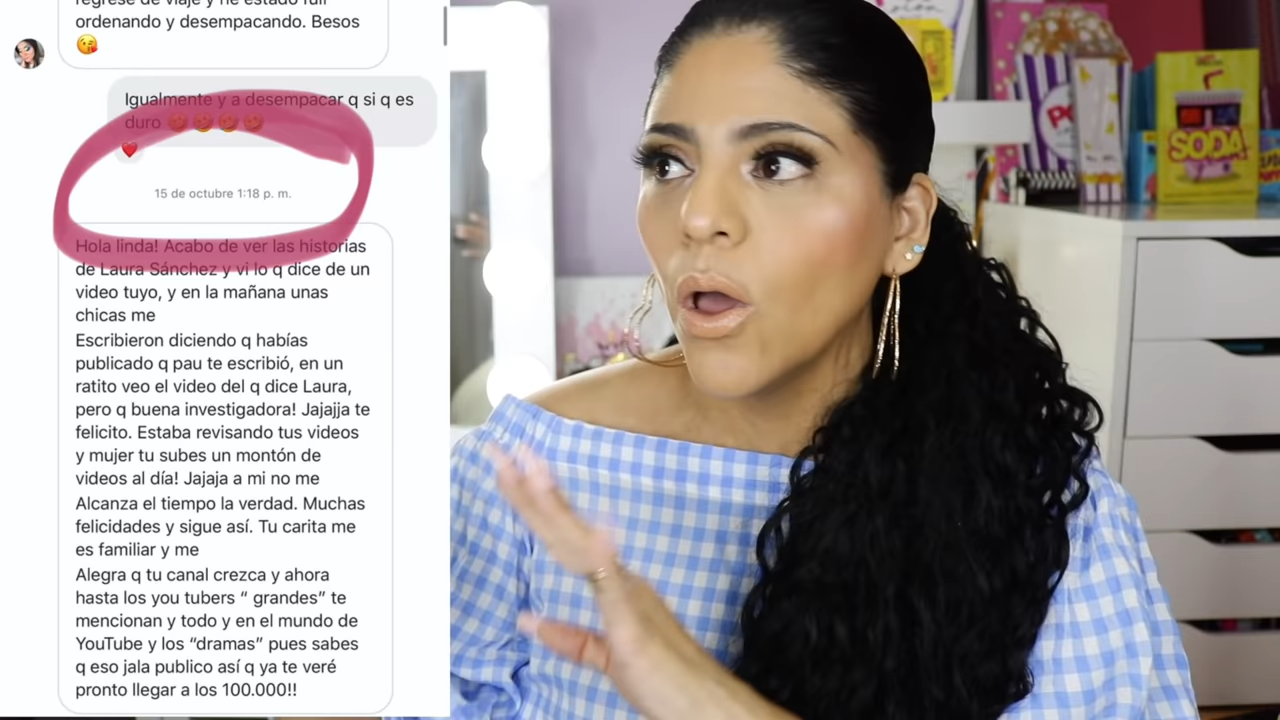 regresé de viaje y he estado full
ordenando y desempacando. Besos
😘
Igualmente y a desempacar q si q es
duro
15 de octubre 1:18 p. m.
Hola linda! Acabo de ver las historias
de Laura Sánchez y vi lo q dice de un
video tuyo, y en la mañana unas
chicas me
Escribieron diciendo q habías
publicado q pau te escribió, en un
ratito veo el video del q dice Laura,
pero q buena investigadora! Jajajja te
felicito. Estaba revisando tus videos
y mujer tu subes un montón de
videos al día! Jajaja a mi no me
Alcanza el tiempo la verdad. Muchas
felicidades y sigue así. Tu carita me
es familiar y me
Alegra q tu canal crezca y ahora
hasta los you tubers “ grandes” te
mencionan y todo y en el mundo de
YouTube y los “dramas” pues sabes
q eso jala publico así q ya te veré
pronto llegar a los 100.000!!
SODA